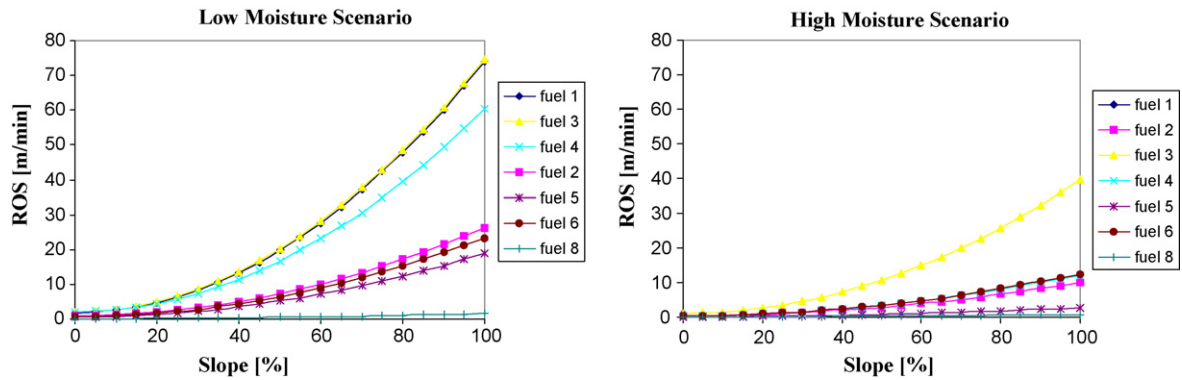 Low Moisture Scenario
80
70
60
50
40
30
20
10
0
ROS [m/min]
0 20 40 60 80 100
Slope [%]
fuel 1
fuel 3
fuel 4
fuel 2
fuel 5
fuel 6
fuel 8
High Moisture Scenario
80
70
60
50
40
30
20
10
0
ROS [m/min]
0 20 40 60 80 100
Slope [%]
fuel 1
fuel 2
fuel 3
fuel 4
fuel 5
fuel 6
fuel 8